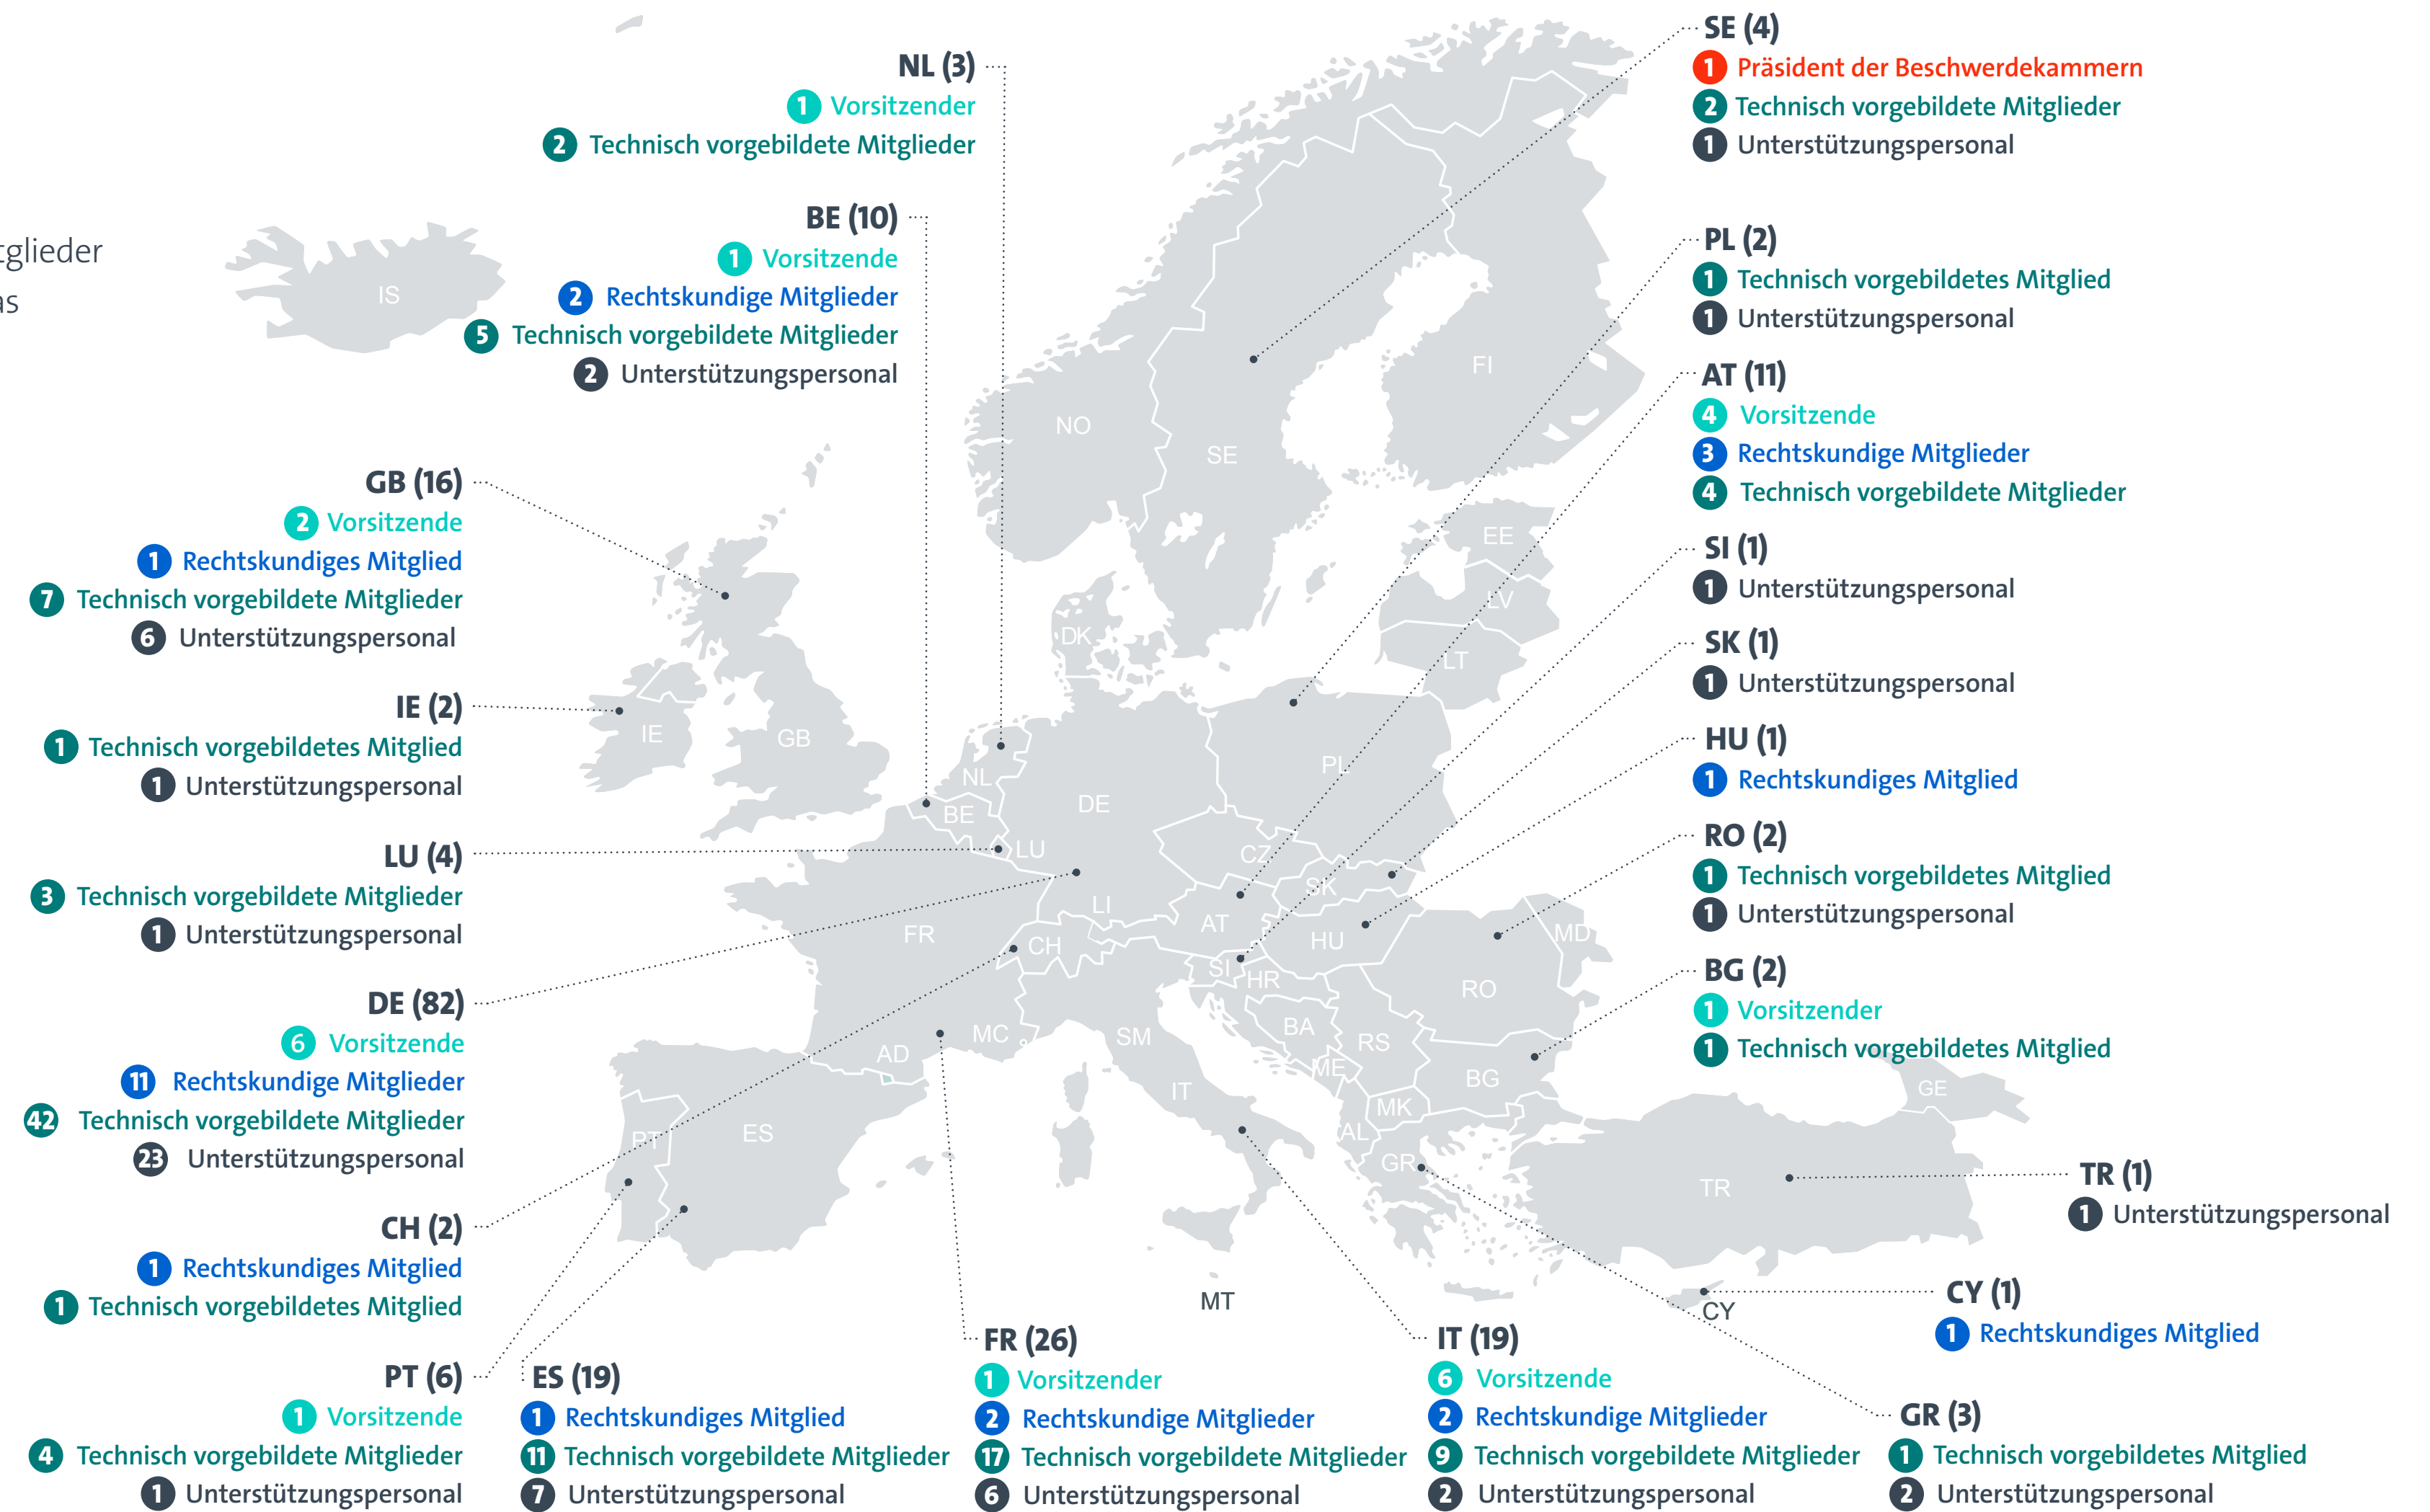 tglieder
as
NL (3)
1 Vorsitzender
2 Technisch vorgebildete Mitglieder
BE (10)
1 Vorsitzende
2 Rechtskundige Mitglieder
5 Technisch vorgebildete Mitglieder
2 Unterstützungspersonal
GB (16)
2 Vorsitzende
1 Rechtskundiges Mitglied
7 Technisch vorgebildete Mitglieder
6 Unterstützungspersonal
IE (2)
1 Technisch vorgebildetes Mitglied
1 Unterstützungspersonal
LU (4)
3 Technisch vorgebildete Mitglieder
1 Unterstützungspersonal
DE (82)
6 Vorsitzende
11 Rechtskundige Mitglieder
42 Technisch vorgebildete Mitglieder
23 Unterstützungspersonal
CH (2)
1 Rechtskundiges Mitglied
1 Technisch vorgebildetes Mitglied
PT (6)
1 Vorsitzende
4 Technisch vorgebildete Mitglieder
1 Unterstützungspersonal
ES (19)
1 Rechtskundiges Mitglied
11 Technisch vorgebildete Mitglieder
7 Unterstützungspersonal
FR (26)
1 Vorsitzender
2 Rechtskundige Mitglieder
17 Technisch vorgebildete Mitglieder
6 Unterstützungspersonal
IT (19)
6 Vorsitzende
2 Rechtskundige Mitglieder
9 Technisch vorgebildete Mitglieder
2 Unterstützungspersonal
GR (3)
1 Technisch vorgebildetes Mitglied
2 Unterstützungspersonal
CY (1)
1 Rechtskundiges Mitglied
TR (1)
1 Unterstützungspersonal
SE (4)
1 Präsident der Beschwerdekammern
2 Technisch vorgebildete Mitglieder
1 Unterstützungspersonal
PL (2)
1 Technisch vorgebildetes Mitglied
1 Unterstützungspersonal
AT (11)
4 Vorsitzende
3 Rechtskundige Mitglieder
4 Technisch vorgebildete Mitglieder
SI (1)
1 Unterstützungspersonal
SK (1)
1 Unterstützungspersonal
HU (1)
1 Rechtskundiges Mitglied
RO (2)
1 Technisch vorgebildetes Mitglied
1 Unterstützungspersonal
BG (2)
1 Vorsitzender
1 Technisch vorgebildetes Mitglied
IS
FI
NO
SE
EE
LV
DK
LT
IE
GB
NL
PL
DE
BE
LU
CZ
SK
LI
AT
FR
CH
HU
MD
SI
HR
RO
BA
MC
SM
RS
AD
ME
BG
IT
GE
MK
PT
ES
AL
GR
TR
MT
CY